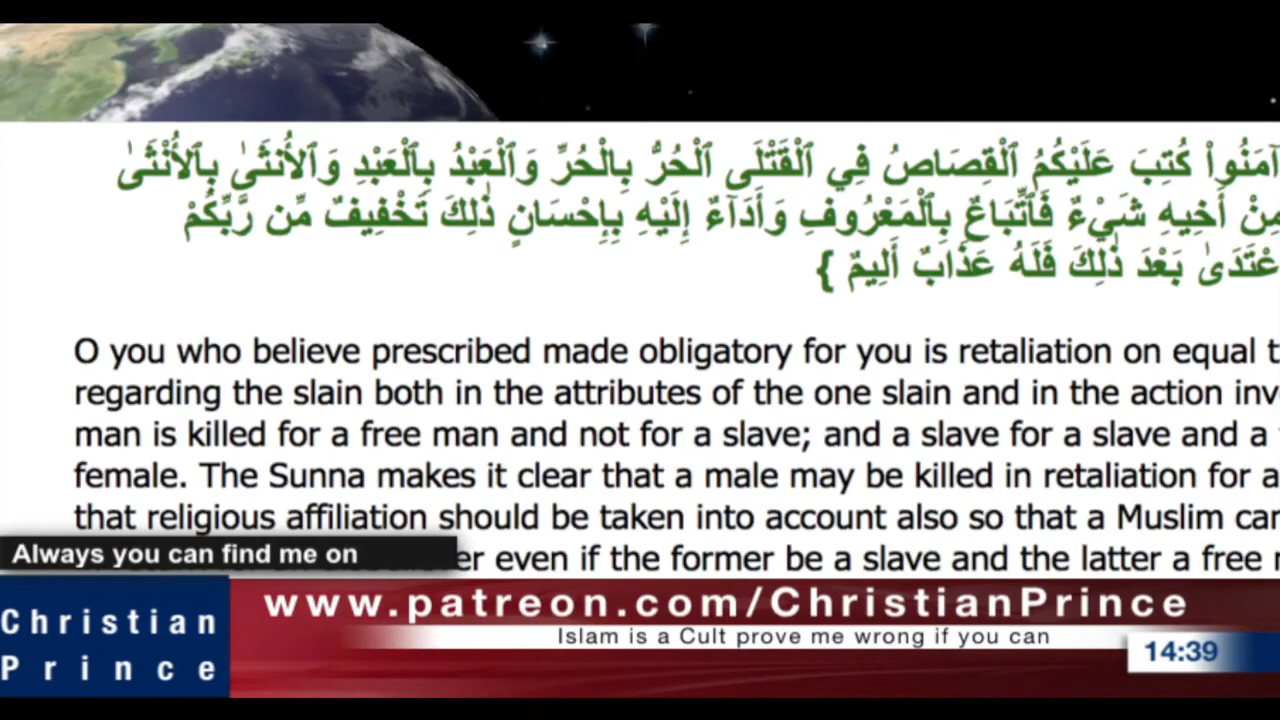 آمَنُواْ كُتِبَ عَلَيْكُمُ ٱلْقِصَاصُ فِي ٱلْقَتْلَى ٱلْحُرُّ بِالْحُرِّ وَٱلْعَبْدُ بِٱلْعَبْدِ وَٱلأُنثَىٰ بِٱلأُنْثَىٰ
مِنْ أَخِيهِ شَيْءٌ فَٱتِّبَاعٌ بِٱلْمَعْرُوفِ وَأَدَآءٌ إِلَيْهِ بِإِحْسَانٍ ذٰلِكَ تَخْفِيفٌ مِّن رَّبِّكُمْ
عْتَدَىٰ بَعْدَ ذٰلِكَ فَلَهُ عَذَابٌ أَلِيمٌ }
O you who believe prescribed made obligatory for you is retaliation on equal t
regarding the slain both in the attributes of the one slain and in the action inv
man is killed for a free man and not for a slave; and a slave for a slave and a
female. The Sunna makes it clear that a male may be killed in retaliation for a
that religious affiliation should be taken into account also so that a Muslim can
er even if the former be a slave and the latter a free
Always you can find me on
www.patreon.com/ChristianPrince
Christian
Prince
Islam is a Cult prove me wrong if you can
14:39